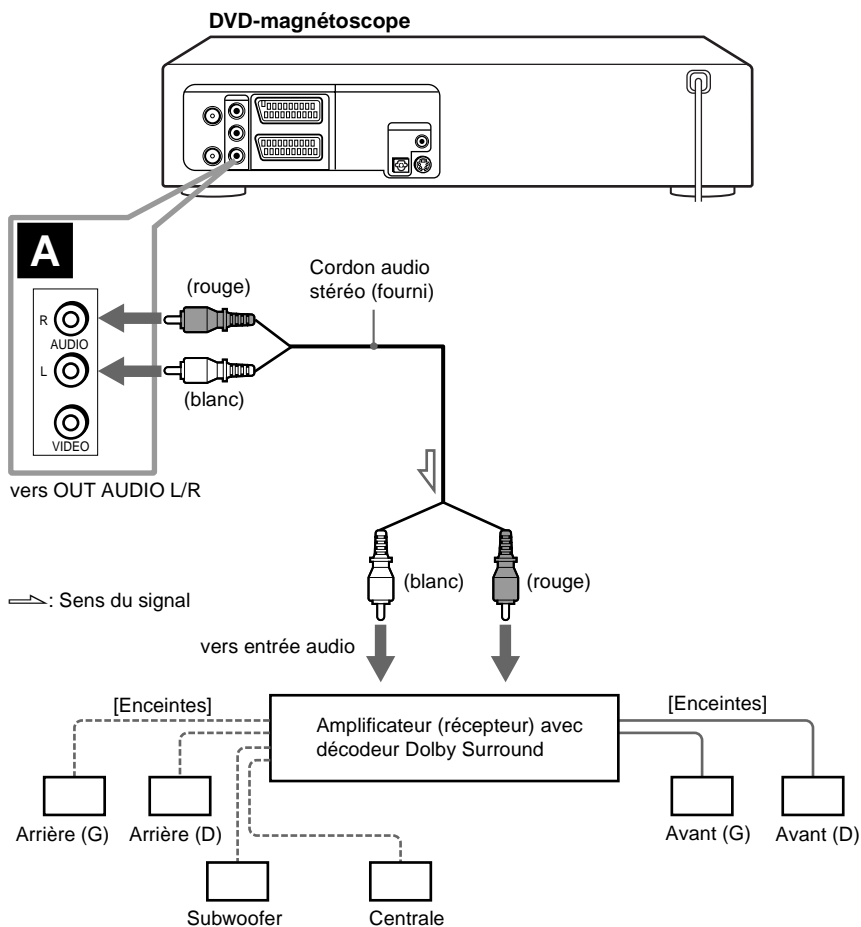 DVD-magnétoscope
A
Cordon audio
stéréo (fourni)
(rouge)
R
AUDIO
L
(blanc)
VIDEO
vers OUT AUDIO L/R
(blanc)
(rouge)
: Sens du signal
vers entrée audio
[Enceintes]
[Enceintes]
Amplificateur (récepteur) avec
décodeur Dolby Surround
Arrière (G)
Arrière (D)
Avant (G)
Avant (D)
Subwoofer
Centrale